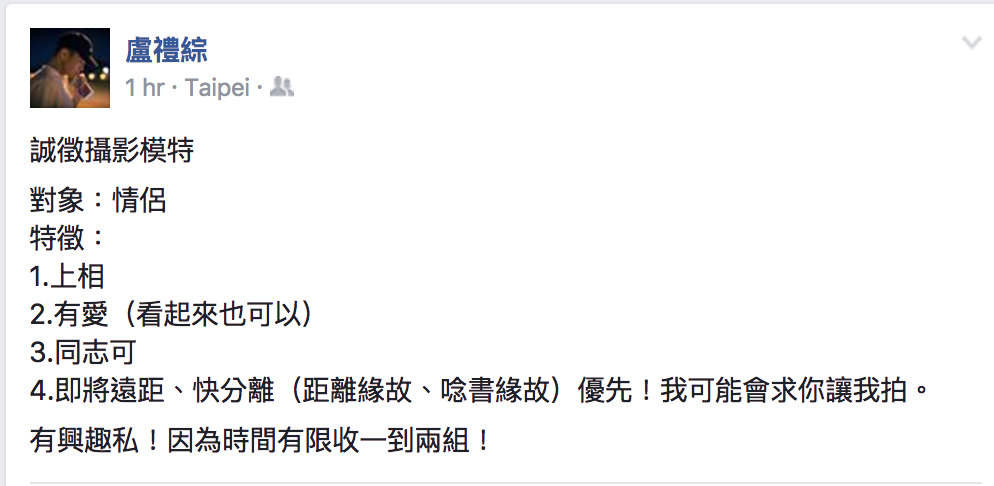 盧禮綜
1 hr · Taipei ·
誠徵攝影模特
對象：情侶
特徵：
1.上相
2.有愛（看起來也可以）
3.同志可
4.即將遠距、快分離（距離緣故、唸書緣故）優先！我可能會求你讓我拍。
有興趣私！因為時間有限收一到兩組！